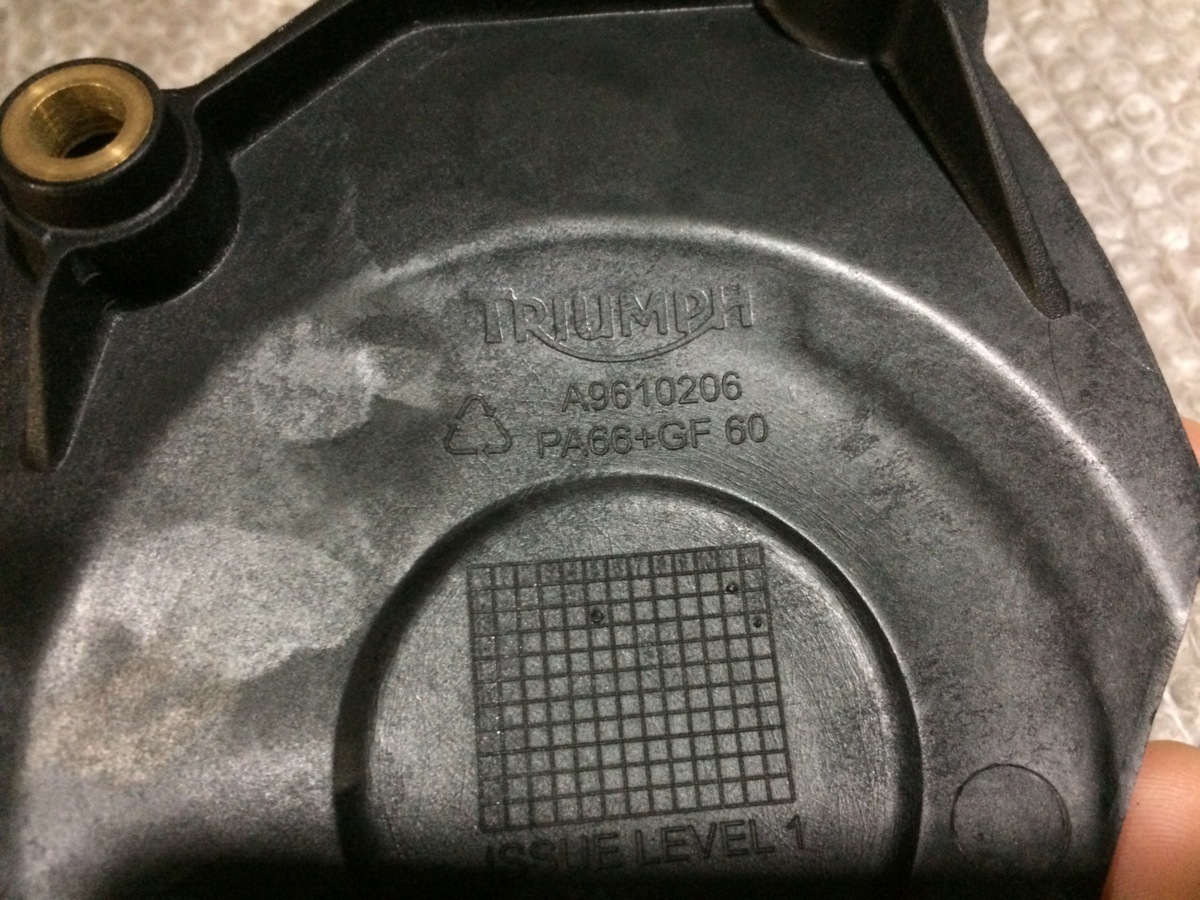 TRIUMPH
A9610206
PA66+GF 60
ISSUE LEVEL 1